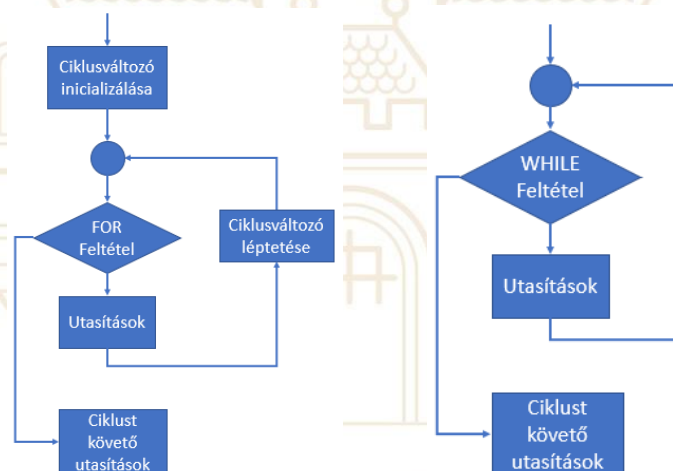 Ciklusváltozó
inicializálása
FOR
Feltétel
Ciklusváltozó
léptetése
Utasítások
Ciklust
követő
utasítások
WHILE
Feltétel
Utasítások
Ciklust
követő
utasítások